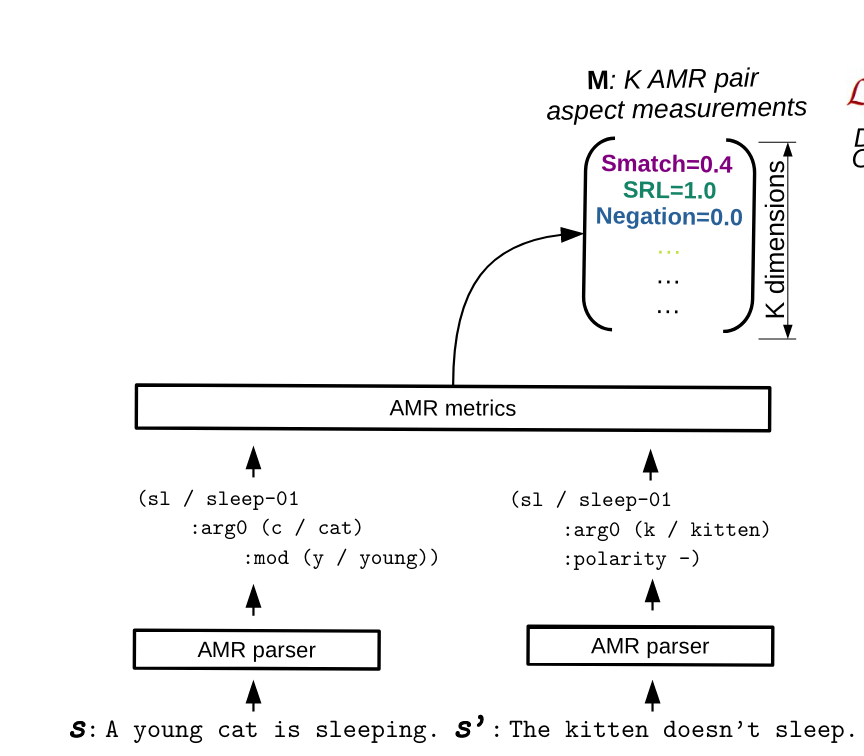 M: K AMR pair
aspect measurements
Smatch=0.4
SRL=1.0
Negation=0.0
...
...
...
K dimensions
ℒ
AMR metrics
(sl / sleep-01
:arg0 (c / cat)
:mod (y / young))
(sl / sleep-01
:arg0 (k / kitten)
:polarity -)
AMR parser
AMR parser
S: A young cat is sleeping.
S': The kitten doesn't sleep.